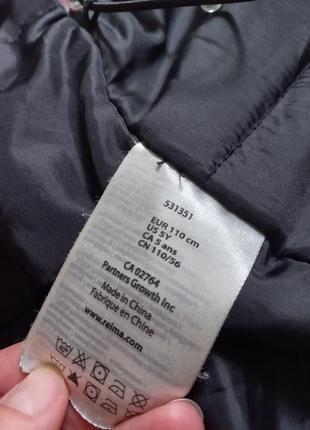 531351
EUR 110 cm
US 5Y
CA 5 ans
CN 110/56
CA 02764
Partners Growth Inc
Made in China
Fabrique en Chine
www.reima.com